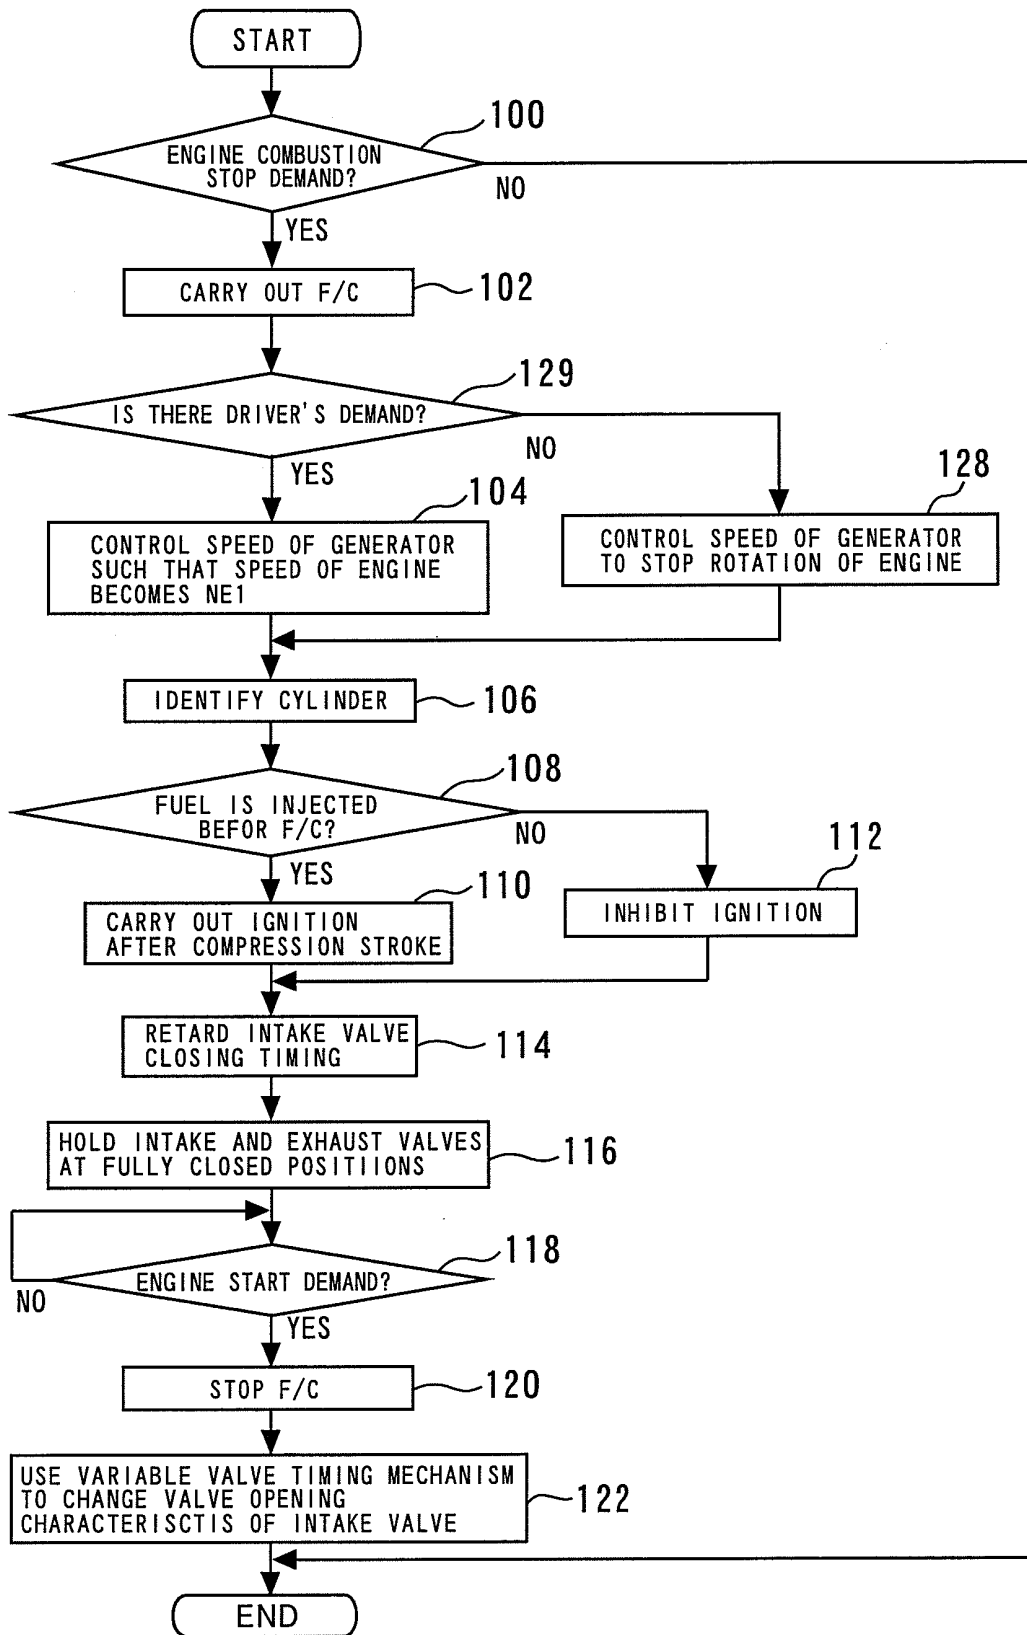 START
100
ENGINE COMBUSTION
STOP DEMAND?
NO
YES
CARRY OUT F/C
102
129
IS THERE DRIVER'S DEMAND?
NO
YES
104
128
CONTROL SPEED OF GENERATOR
SUCH THAT SPEED OF ENGINE
BECOMES NE1
CONTROL SPEED OF GENERATOR
TO STOP ROTATION OF ENGINE
IDENTIFY CYLINDER
106
108
FUEL IS INJECTED
BEFOR F/C?
NO
YES
110
112
CARRY OUT IGNITION
AFTER COMPRESSION STROKE
INHIBIT IGNITION
RETARD INTAKE VALVE
CLOSING TIMING
114
HOLD INTAKE AND EXHAUST VALVES
AT FULLY CLOSED POSITIIONS
116
118
ENGINE START DEMAND?
NO
YES
STOP F/C
120
USE VARIABLE VALVE TIMING MECHANISM
TO CHANGE VALVE OPENING
CHARACTERISCTIS OF INTAKE VALVE
122
END